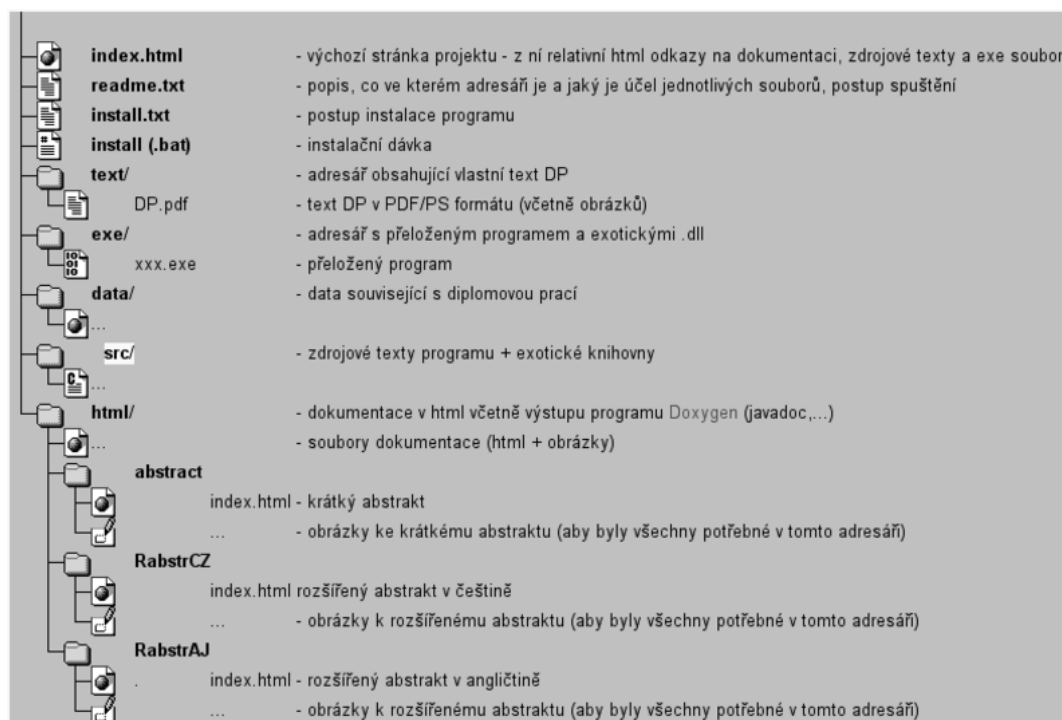 index.html - výchozí stránka projektu - z ní relativní html odkazy na dokumentaci, zdrojové texty a exe soubor
readme.txt - popis, co ve kterém adresáři je a jaký je účel jednotlivých souborů, postup spuštění
install.txt - postup instalace programu
install (.bat) - instalační dávka
text/ - adresář obsahující vlastní text DP
DP.pdf - text DP v PDF/PS formátu (včetně obrázků)
exe/ - adresář s přeloženým programem a exotickými .dll
xxx.exe - přeložený program
data/ - data související s diplomovou prací
...
src/ - zdrojové texty programu + exotické knihovny
...
html/ - dokumentace v html včetně výstupu programu Doxygen (javadoc,...)
... - soubory dokumentace (html + obrázky)
abstract
index.html - krátký abstrakt
... - obrázky ke krátkému abstraktu (aby byly všechny potřebné v tomto adresáři)
RabstrCZ
index.html rozšířený abstrakt v češtině
... - obrázky k rozšířenému abstraktu (aby byly všechny potřebné v tomto adresáři)
RabstrAJ
. index.html - rozšířený abstrakt v angličtině
... - obrázky k rozšířenému abstraktu (aby byly všechny potřebné v tomto adresáři)